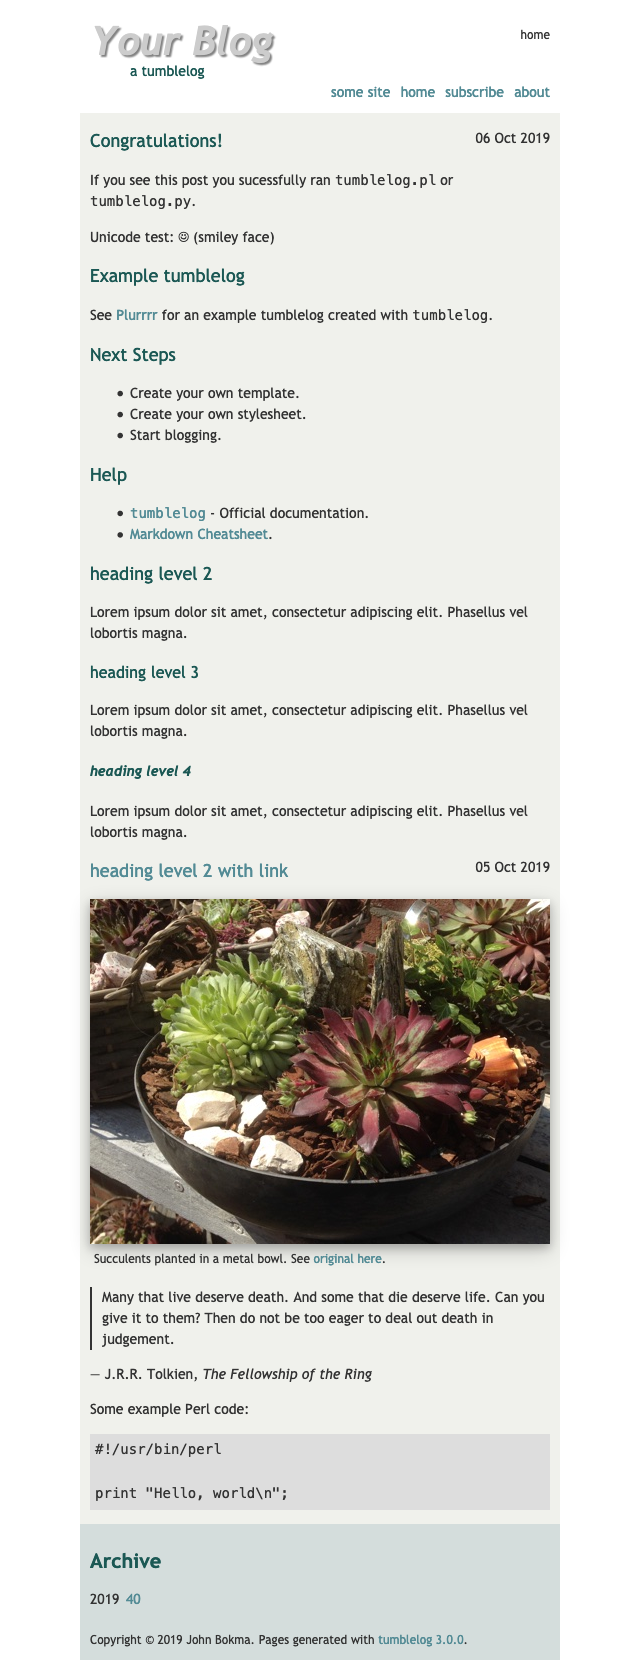 Your Blog
home
a tumblelog
some site home subscribe about
Congratulations!
06 Oct 2019
If you see this post you sucessfully ran tumblelog.pl or
tumblelog.py.
Unicode test: ☺ (smiley face)
Example tumblelog
See Plurrrr for an example tumblelog created with tumblelog.
Next Steps
• Create your own template.
• Create your own stylesheet.
• Start blogging.
Help
• tumblelog - Official documentation.
• Markdown Cheatsheet.
heading level 2
Lorem ipsum dolor sit amet, consectetur adipiscing elit. Phasellus vel
lobortis magna.
heading level 3
Lorem ipsum dolor sit amet, consectetur adipiscing elit. Phasellus vel
lobortis magna.
heading level 4
Lorem ipsum dolor sit amet, consectetur adipiscing elit. Phasellus vel
lobortis magna.
heading level 2 with link
05 Oct 2019
Succulents planted in a metal bowl. See original here.
Many that live deserve death. And some that die deserve life. Can you
give it to them? Then do not be too eager to deal out death in
judgement.
— J.R.R. Tolkien, The Fellowship of the Ring
Some example Perl code:
#!/usr/bin/perl
print "Hello, world\n";
Archive
2019 40
Copyright © 2019 John Bokma. Pages generated with tumblelog 3.0.0.